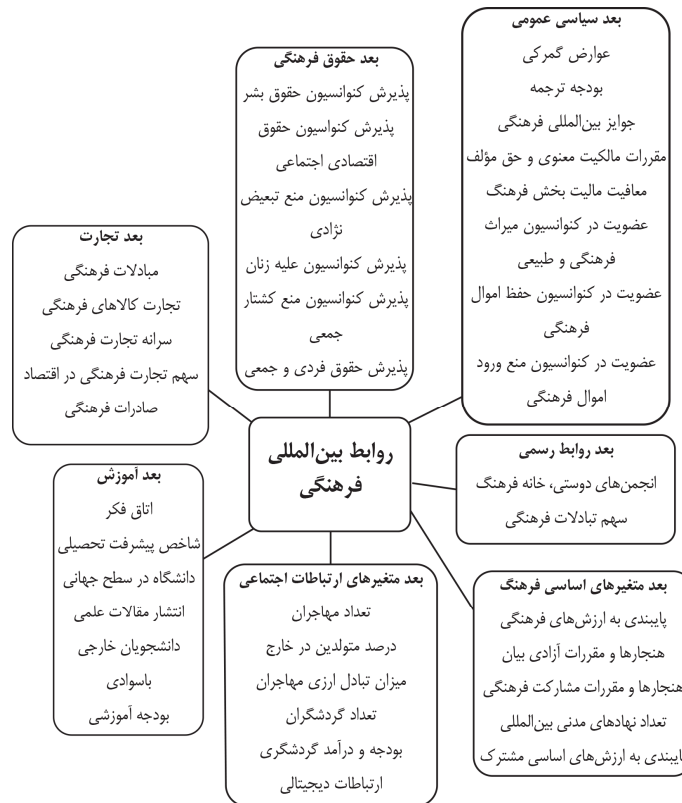 بعد سیاسی عمومی
عوارض گمرکی
بودجه ترجمه
جوایز بین‌المللی فرهنگی
مقررات مالکیت معنوی و حق مؤلف
معافیت مالیت بخش فرهنگ
عضویت در کنوانسیون میراث
فرهنگی و طبیعی
عضویت در کنوانسیون حفظ اموال
فرهنگی
عضویت در کنوانسیون منع ورود
اموال فرهنگی
بعد حقوق فرهنگی
پذیرش کنوانسیون حقوق بشر
پذیرش کنواسیون حقوق
اقتصادی اجتماعی
پذیرش کنوانسیون منع تبعیض
نژادی
پذیرش کنوانسیون علیه زنان
پذیرش کنوانسیون منع کشتار
جمعی
پذیرش حقوق فردی و جمعی
بعد تجارت
مبادلات فرهنگی
تجارت کالاهای فرهنگی
سرانه تجارت فرهنگی
سهم تجارت فرهنگی در اقتصاد
صادرات فرهنگی
روابط بین‌المللی
فرهنگی
بعد روابط رسمی
انجمن‌های دوستی، خانه فرهنگ
سهم تبادلات فرهنگی
بعد آموزش
اتاق فکر
شاخص پیشرفت تحصیلی
دانشگاه در سطح جهانی
انتشار مقالات علمی
دانشجویان خارجی
باسوادی
بودجه آموزشی
بعد متغیرهای ارتباطات اجتماعی
تعداد مهاجران
درصد متولدین در خارج
میزان تبادل ارزی مهاجران
تعداد گردشگران
بودجه و درآمد گردشگری
ارتباطات دیجیتالی
بعد متغیرهای اساسی فرهنگ
پایبندی به ارزش‌های فرهنگی
هنجارها و مقررات آزادی بیان
هنجارها و مقررات مشارکت فرهنگی
تعداد نهادهای مدنی بین‌المللی
پایبندی به ارزش‌های اساسی مشترک